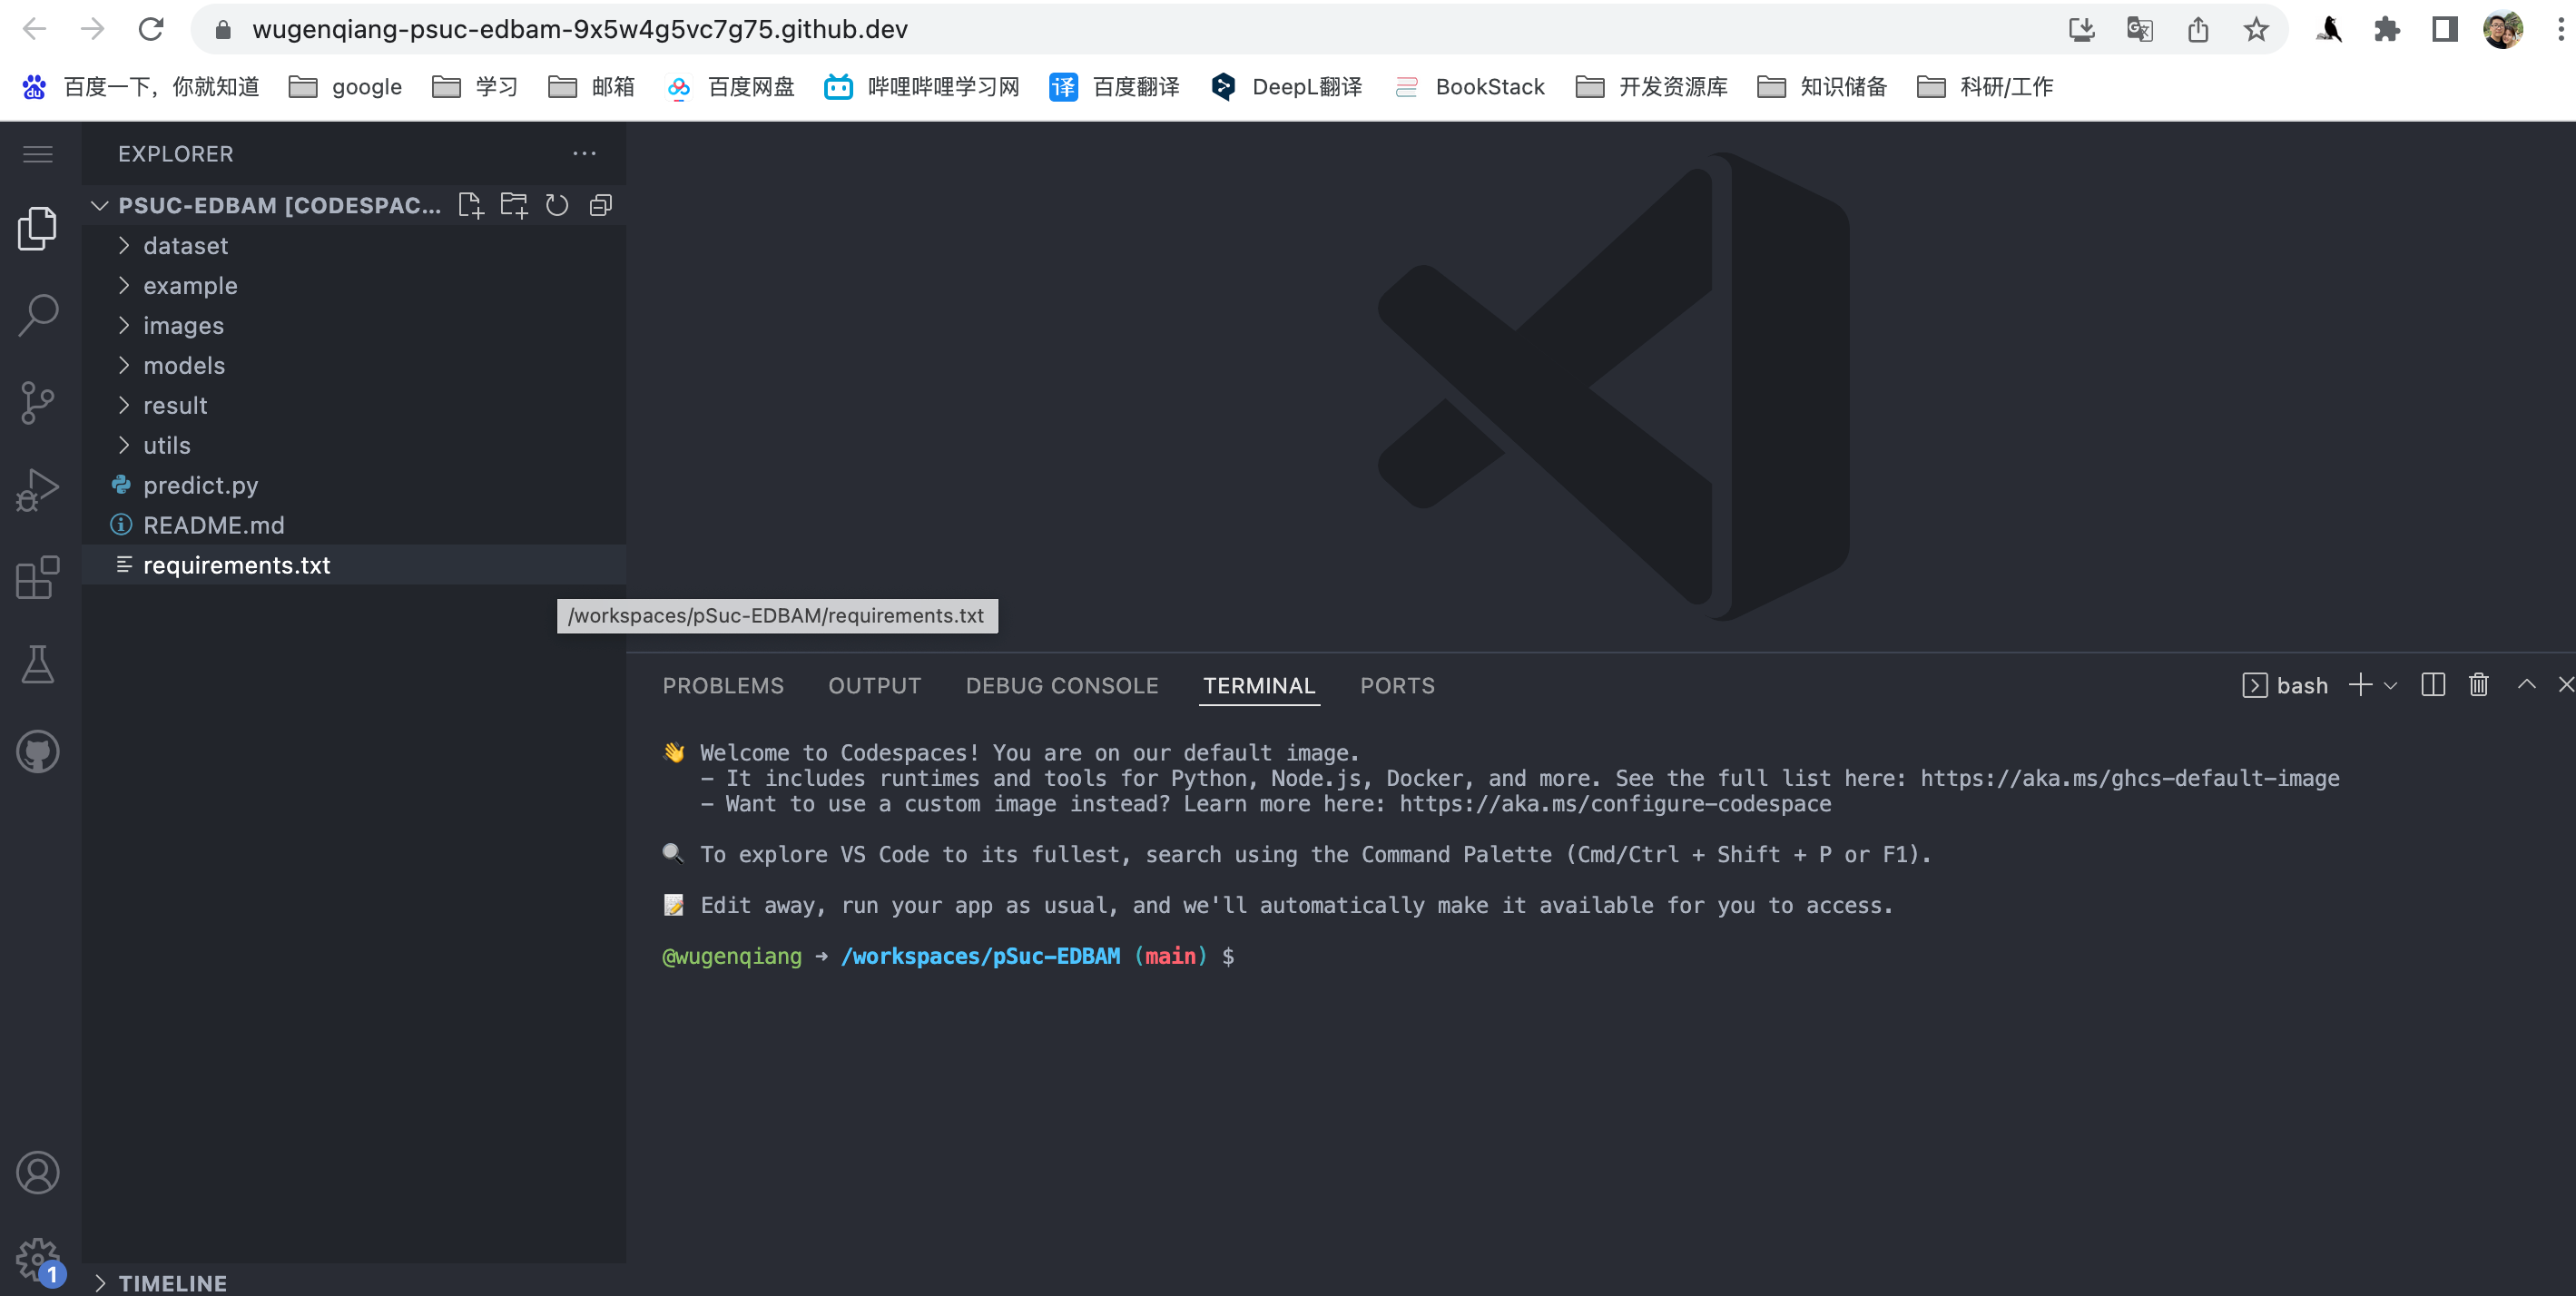 wugenqiang-psuc-edbam-9x5w4g5vc7g75.github.dev
百度一下，你就知道 google 学习 邮箱 百度网盘 哔哩哔哩学习网 译 百度翻译 DeepL翻译 BookStack 开发资源库 知识储备 科研/工作
EXPLORER
PSUC-EDBAM [CODESPAC...
dataset
example
images
models
result
utils
predict.py
README.md
requirements.txt
/workspaces/pSuc-EDBAM/requirements.txt
PROBLEMS OUTPUT DEBUG CONSOLE TERMINAL PORTS bash
👋 Welcome to Codespaces! You are on our default image.
- It includes runtimes and tools for Python, Node.js, Docker, and more. See the full list here: https://aka.ms/ghcs-default-image
- Want to use a custom image instead? Learn more here: https://aka.ms/configure-codespace
🔍 To explore VS Code to its fullest, search using the Command Palette (Cmd/Ctrl + Shift + P or F1).
📝 Edit away, run your app as usual, and we'll automatically make it available for you to access.
@wugenqiang ➜ /workspaces/pSuc-EDBAM (main) $
1
TIMELINE